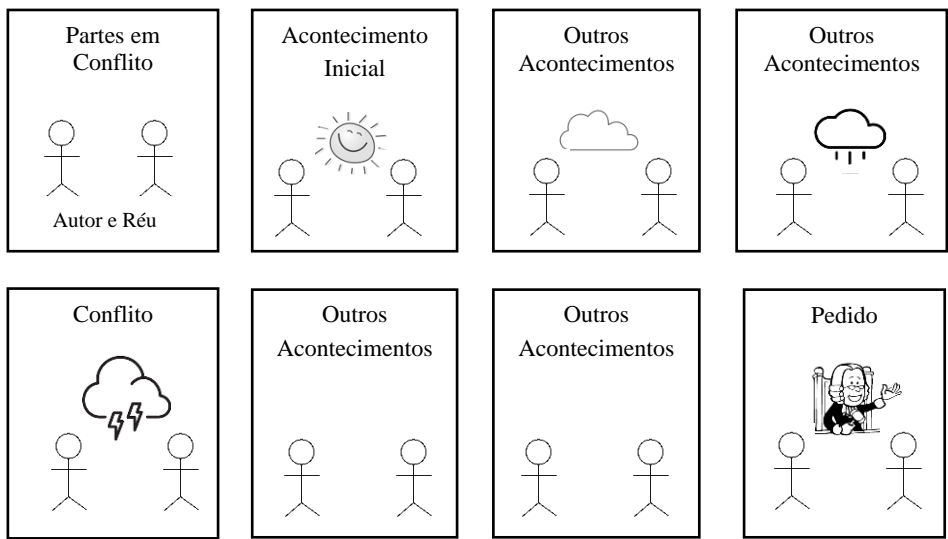 Partes em
Conflito
Autor e Réu
Acontecimento
Inicial
Outros
Acontecimentos
Outros
Acontecimentos
Conflito
Outros
Acontecimentos
Outros
Acontecimentos
Pedido